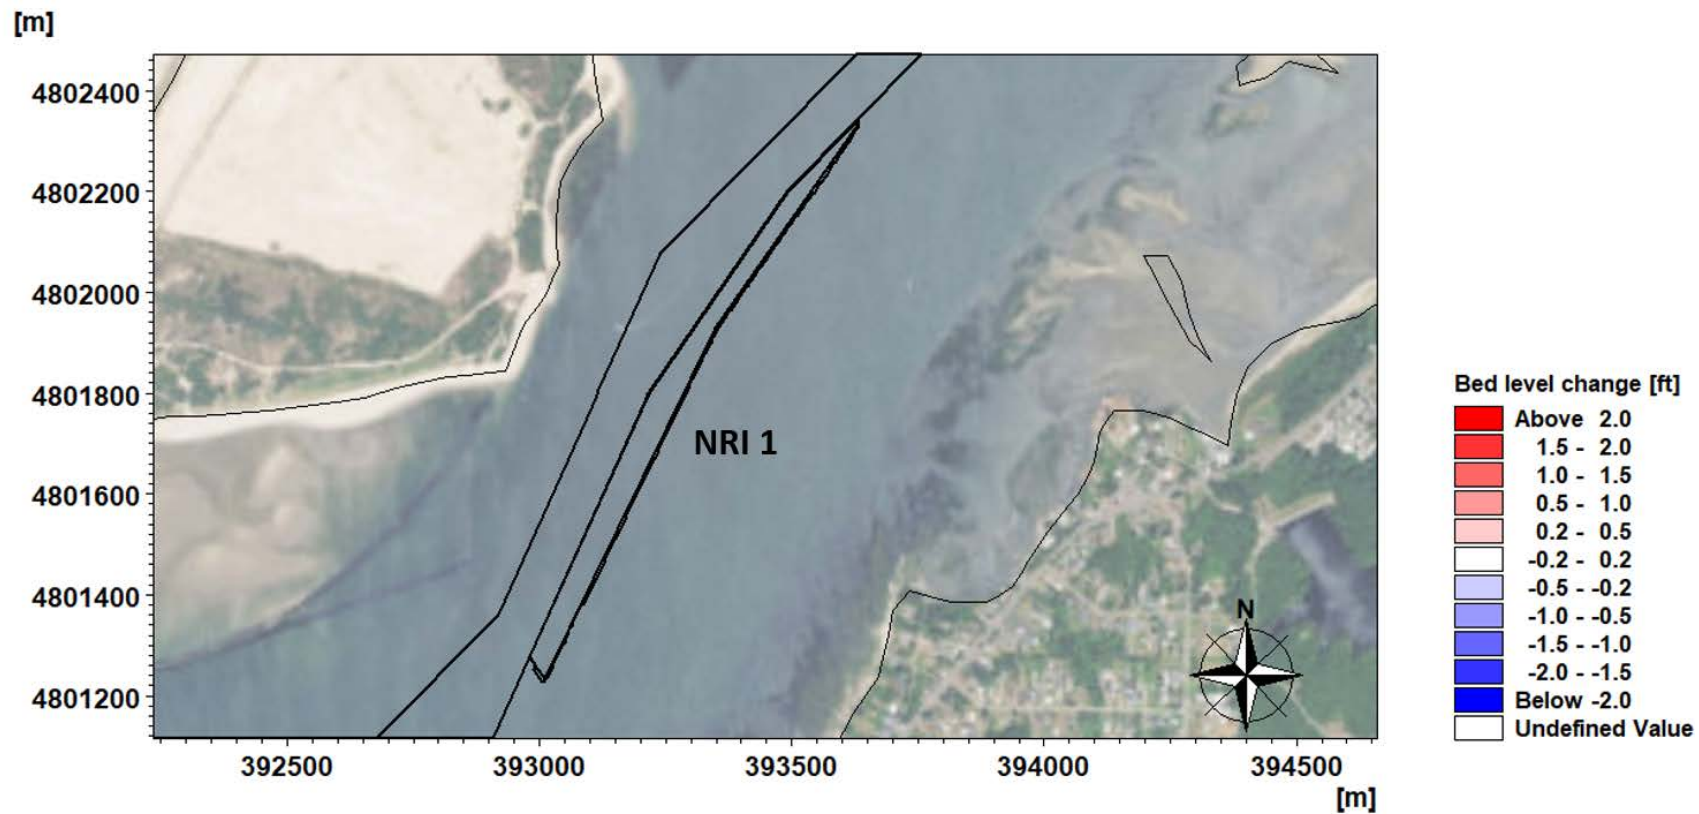 [m]
4802400
4802200
4802000
4801800
4801600
4801400
4801200
NRI 1
N
392500
393000
393500
394000
394500
[m]
Bed level change [ft]
Above 2.0
1.5 - 2.0
1.0 - 1.5
0.5 - 1.0
0.2 - 0.5
-0.2 - 0.2
-0.5 - -0.2
-1.0 - -0.5
-1.5 - -1.0
-2.0 - -1.5
Below -2.0
Undefined Value